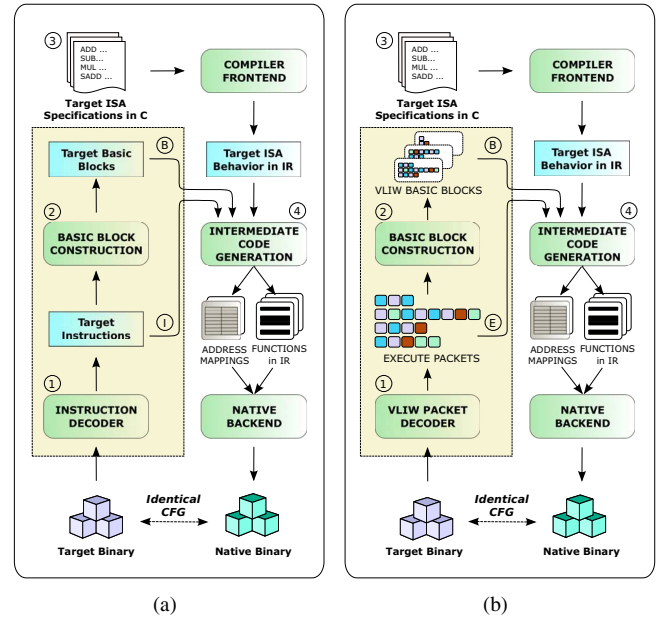 3
ADD ...
SUB...
MUL ...
SADD ...
Target ISA
Specifications in C
COMPILER
FRONTEND
Target Basic
Blocks
B
Target ISA
Behavior in IR
2
BASIC BLOCK
CONSTRUCTION
4
INTERMEDIATE
CODE
GENERATION
Target
Instructions
I
ADDRESS
MAPPINGS
FUNCTIONS
in IR
1
INSTRUCTION
DECODER
NATIVE
BACKEND
Identical
CFG
Target Binary
Native Binary
(a)
3
ADD ...
SUB...
MUL ...
SADD ...
Target ISA
Specifications in C
COMPILER
FRONTEND
B
VLIW BASIC BLOCKS
Target ISA
Behavior in IR
2
BASIC BLOCK
CONSTRUCTION
4
INTERMEDIATE
CODE
GENERATION
E
EXECUTE PACKETS
ADDRESS
MAPPINGS
FUNCTIONS
in IR
1
VLIW PACKET
DECODER
NATIVE
BACKEND
Identical
CFG
Target Binary
Native Binary
(b)